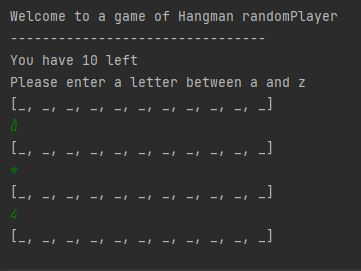 Welcome to a game of Hangman randomPlayer
------------------------------
You have 10 left
Please enter a letter between a and z
[_, _, _, _, _, _, _, _, _, _]
å
[_, _, _, _, _, _, _, _, _, _]
*
[_, _, _, _, _, _, _, _, _, _]
4
[_, _, _, _, _, _, _, _, _, _]